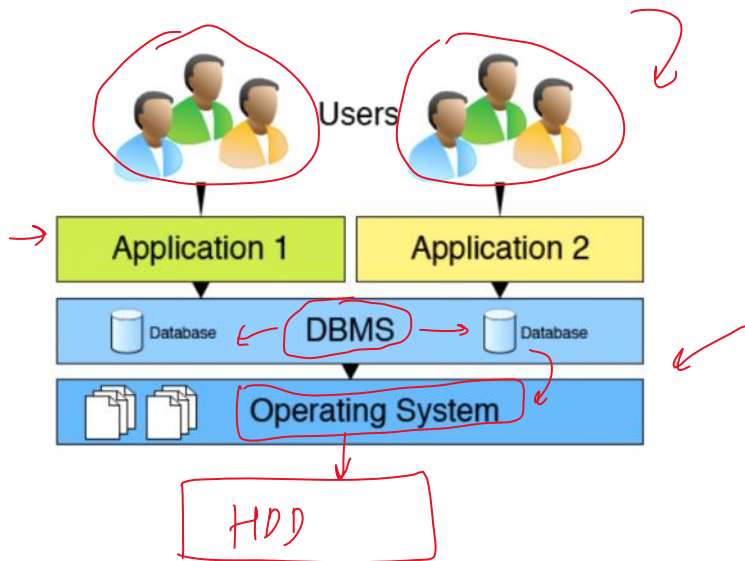 Users
Application 1
Application 2
Database
DBMS
Database
Operating System
HDD